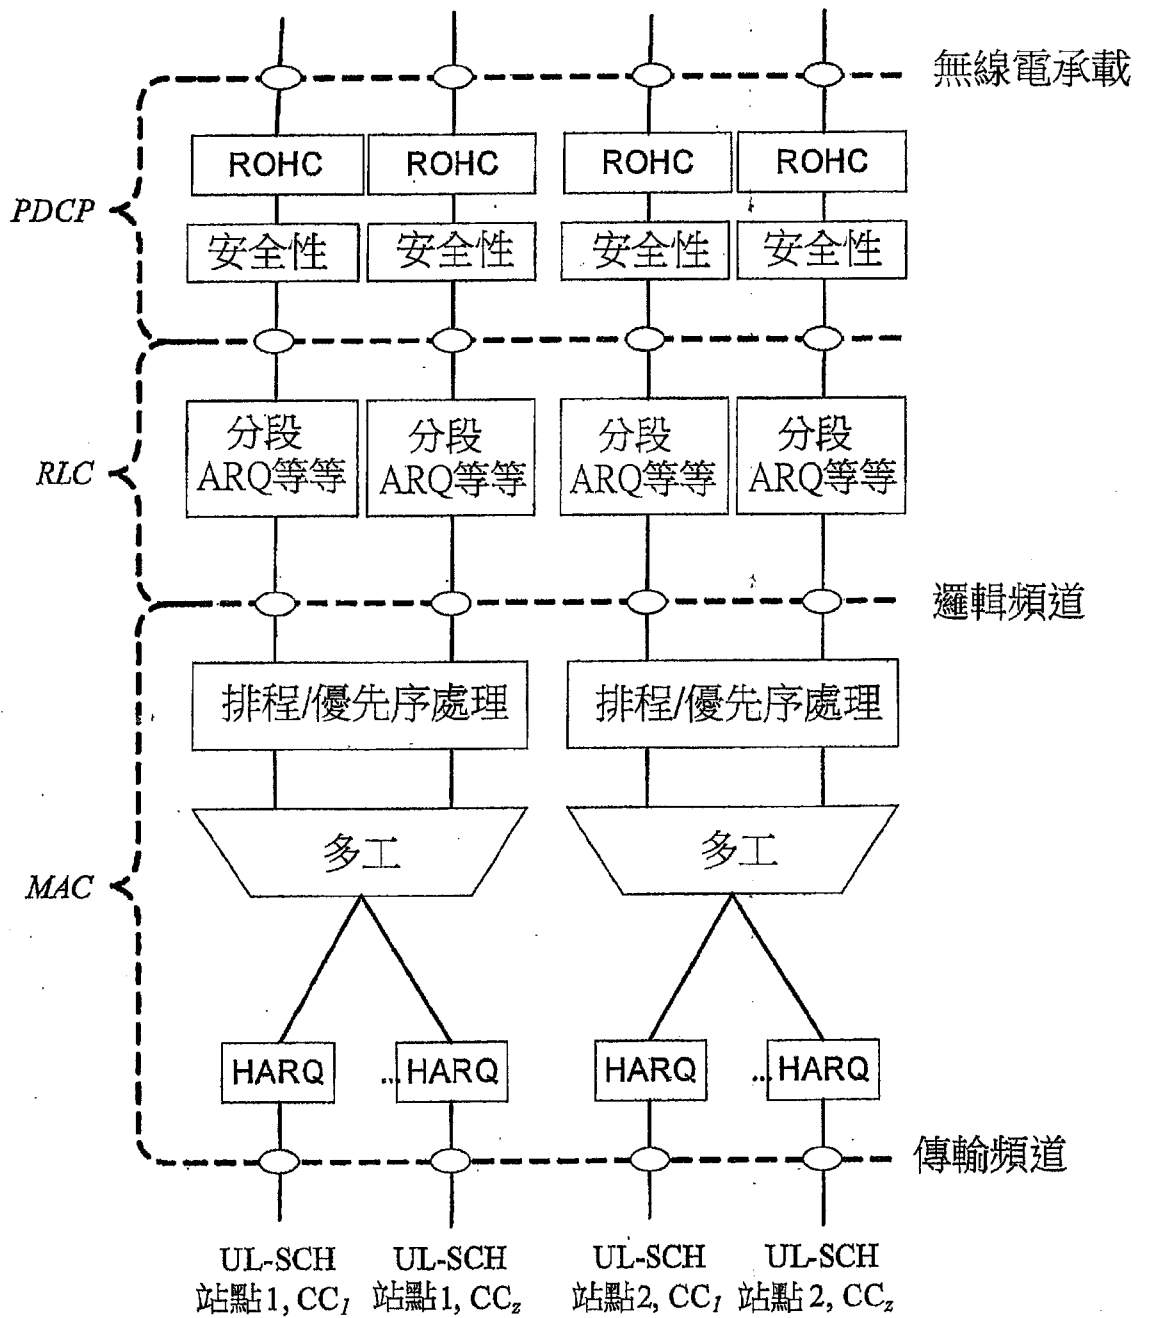 無線電承載
ROHC ROHC ROHC ROHC
PDCP
安全性 安全性 安全性 安全性
分段 分段 分段 分段
RLC
ARQ等等 ARQ等等 ARQ等等 ARQ等等
邏輯頻道
排程/優先序處理 排程/優先序處理
多工 多工
MAC
HARQ ...HARQ HARQ ...HARQ
傳輸頻道
UL-SCH UL-SCH UL-SCH UL-SCH
站點1, CC1 站點1, CCz 站點2, CC1 站點2, CCz